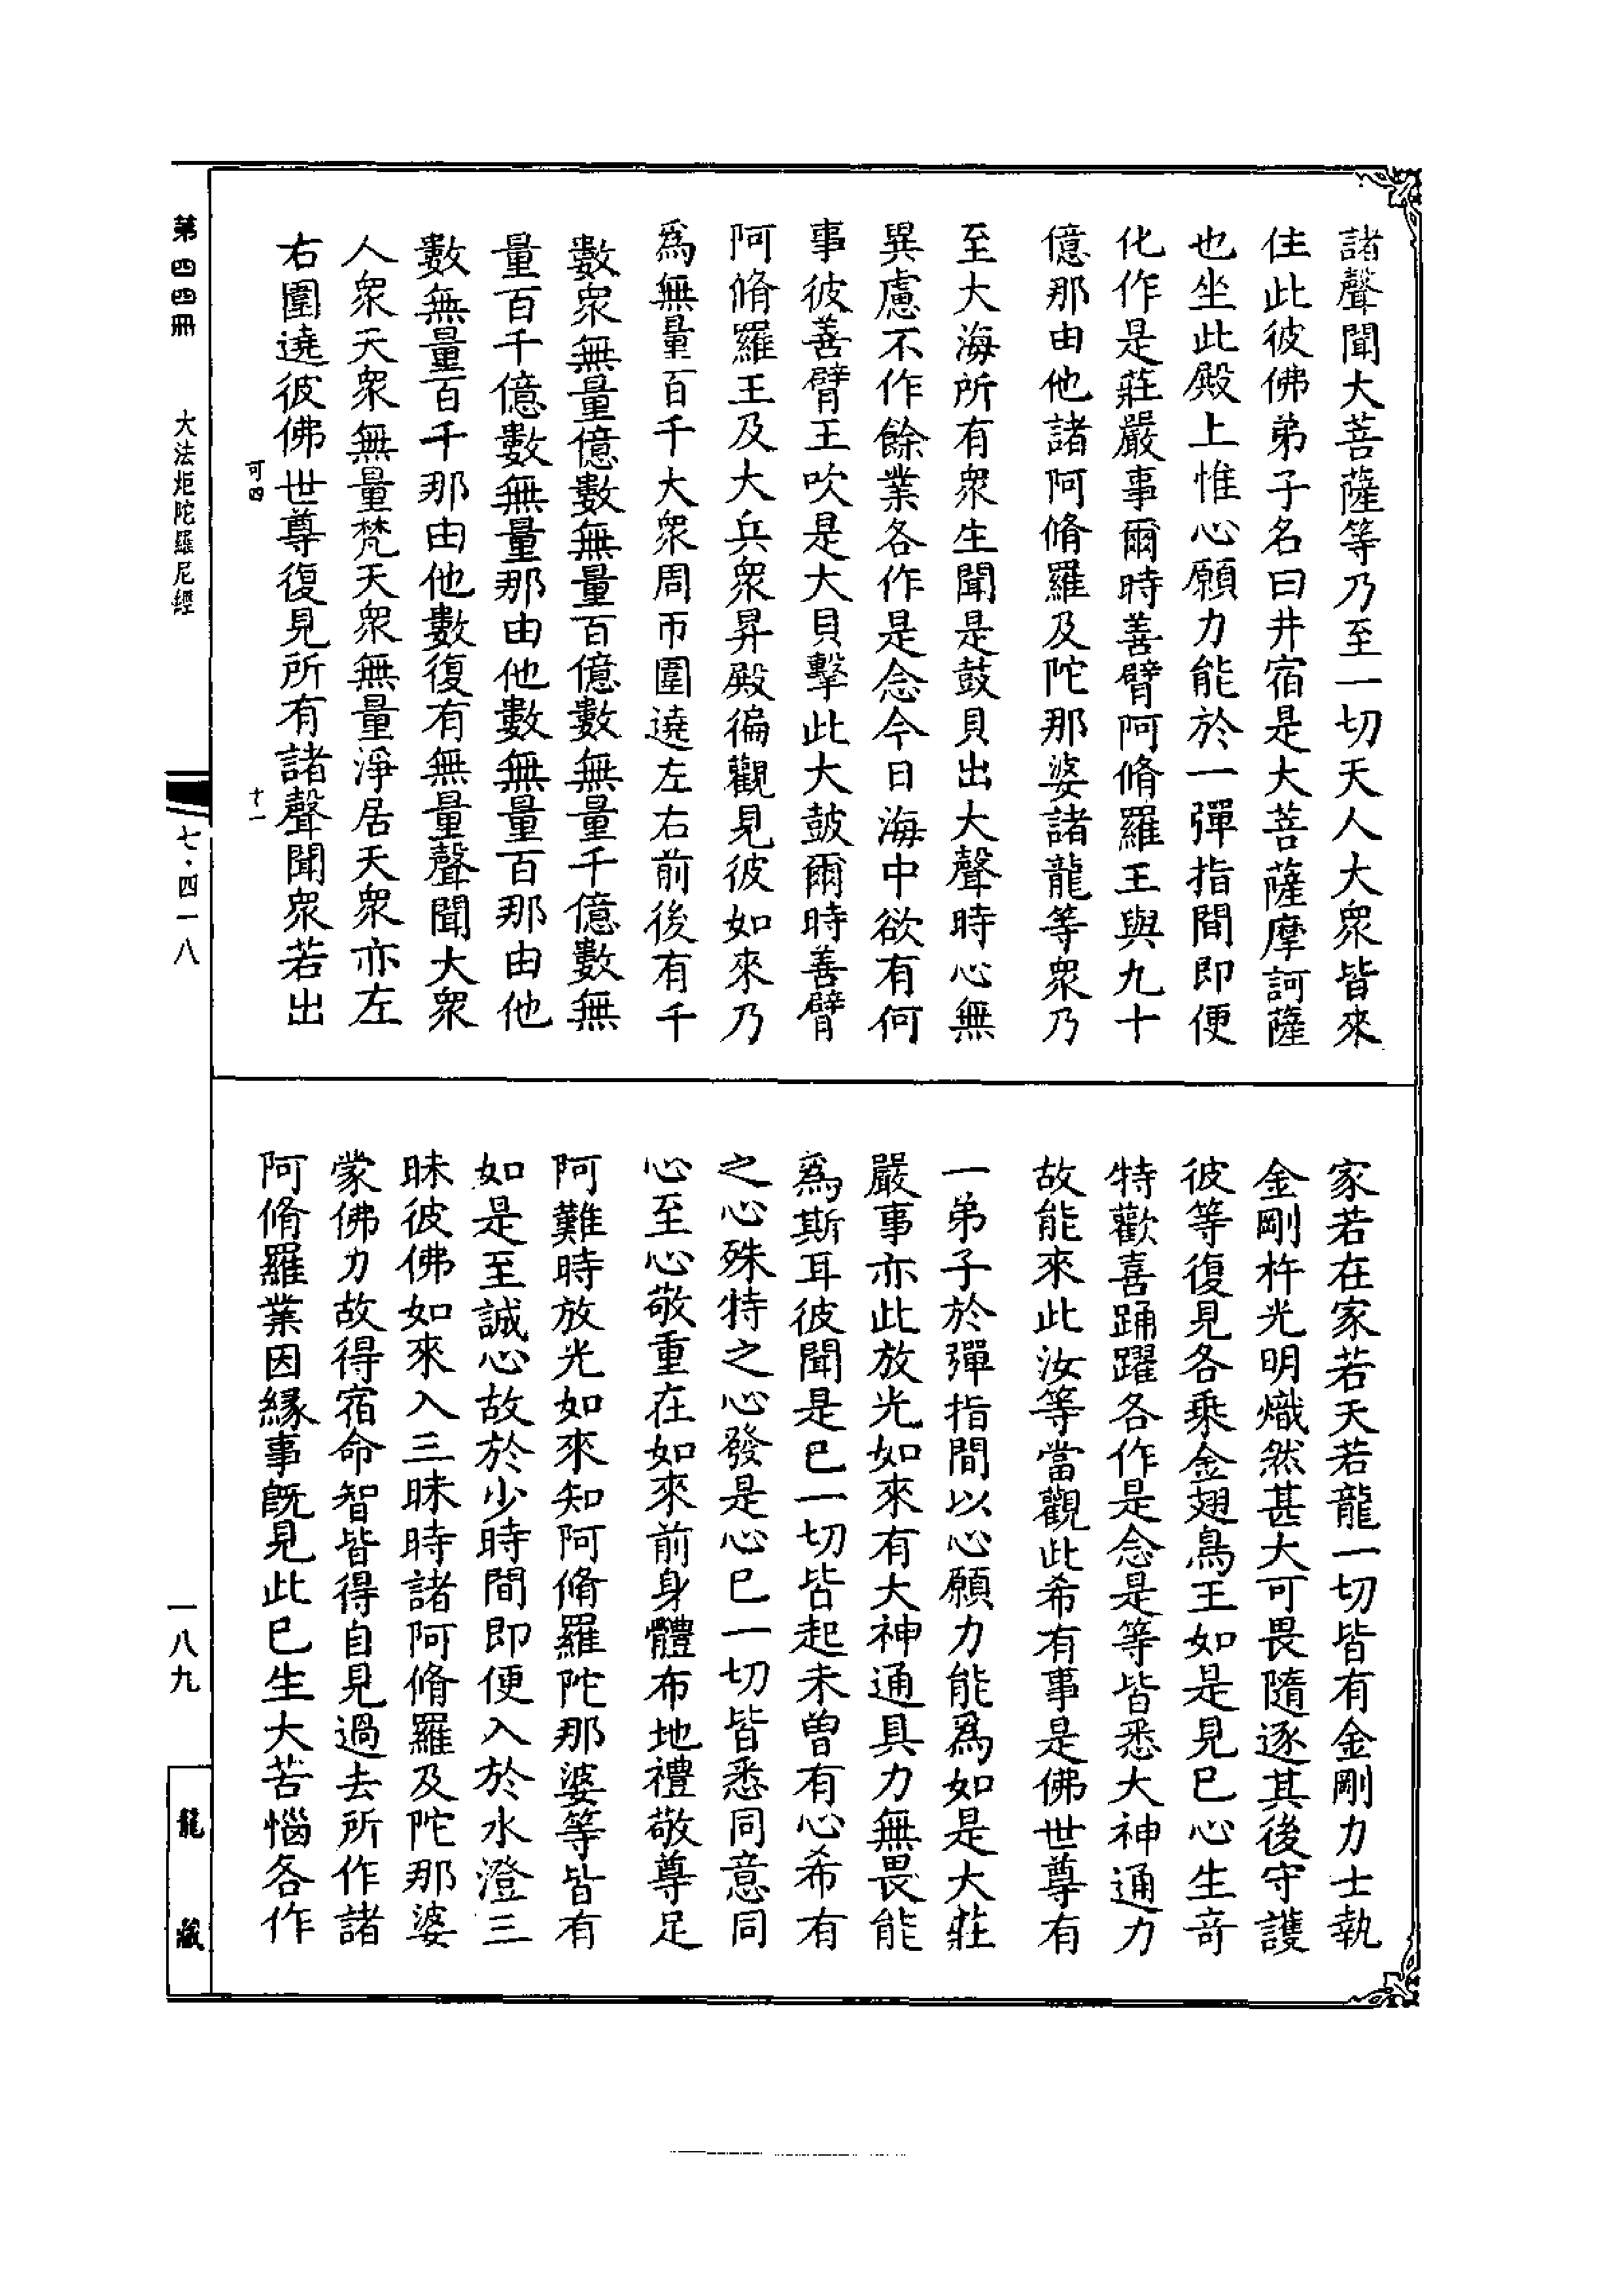 諸聲聞大菩薩等乃至一切天人大衆皆來
住此彼佛弟子名曰井宿是大菩薩摩訶薩
也坐此殿上惟心願力能於一彈指間即便
化作是莊嚴事爾時善臂阿脩羅王與九十
億那由他諸阿脩羅及陀那婆諸龍等衆乃
至大海所有衆生聞是鼓貝出大聲時心無
異慮不作餘業各作是念今日海中欲有何
事彼善臂王吹是大貝擊此大鼓爾時善臂
阿脩羅王及大兵衆昇殿徧觀見彼如來乃
爲無量百千大衆周帀圍遶左右前後有千
數衆無量億數無量百億數無量千億數無
量百千億數無量那由他數無量百那由他
數無量百千那由他數復有無量聲聞大衆
人衆天衆無量梵天衆無量淨居天衆亦左
右圍遶彼佛世尊復見所有諸聲聞衆若出
可四
十一
家若在家若天若龍一切皆有金剛力士執
金剛杵光明熾然甚大可畏隨逐其後守護
彼等復見各乘金翅鳥王如是見已心生奇
特歡喜踊躍各作是念是等皆悉大神通力
故能來此汝等當觀此希有事是佛世尊有
一弟子於彈指間以心願力能爲如是大莊
嚴事亦此放光如來有大神通具力無畏能
爲斯耳彼聞是已一切皆起未曾有心希有
之心殊特之心發是心已一切皆悉同意同
心至心敬重在如來前身體布地禮敬尊足
阿難時放光如來知阿脩羅陀那婆等皆有
如是至誠心故於少時間即便入於水澄三
昧彼佛如來入三昧時諸阿脩羅及陀那婆
蒙佛力故得宿命智皆得自見過去所作諸
阿脩羅業因緣事旣見此已生大苦惱各作
第四四冊
大法炬陀羅尼經
七·四一八
一八九
龍藏